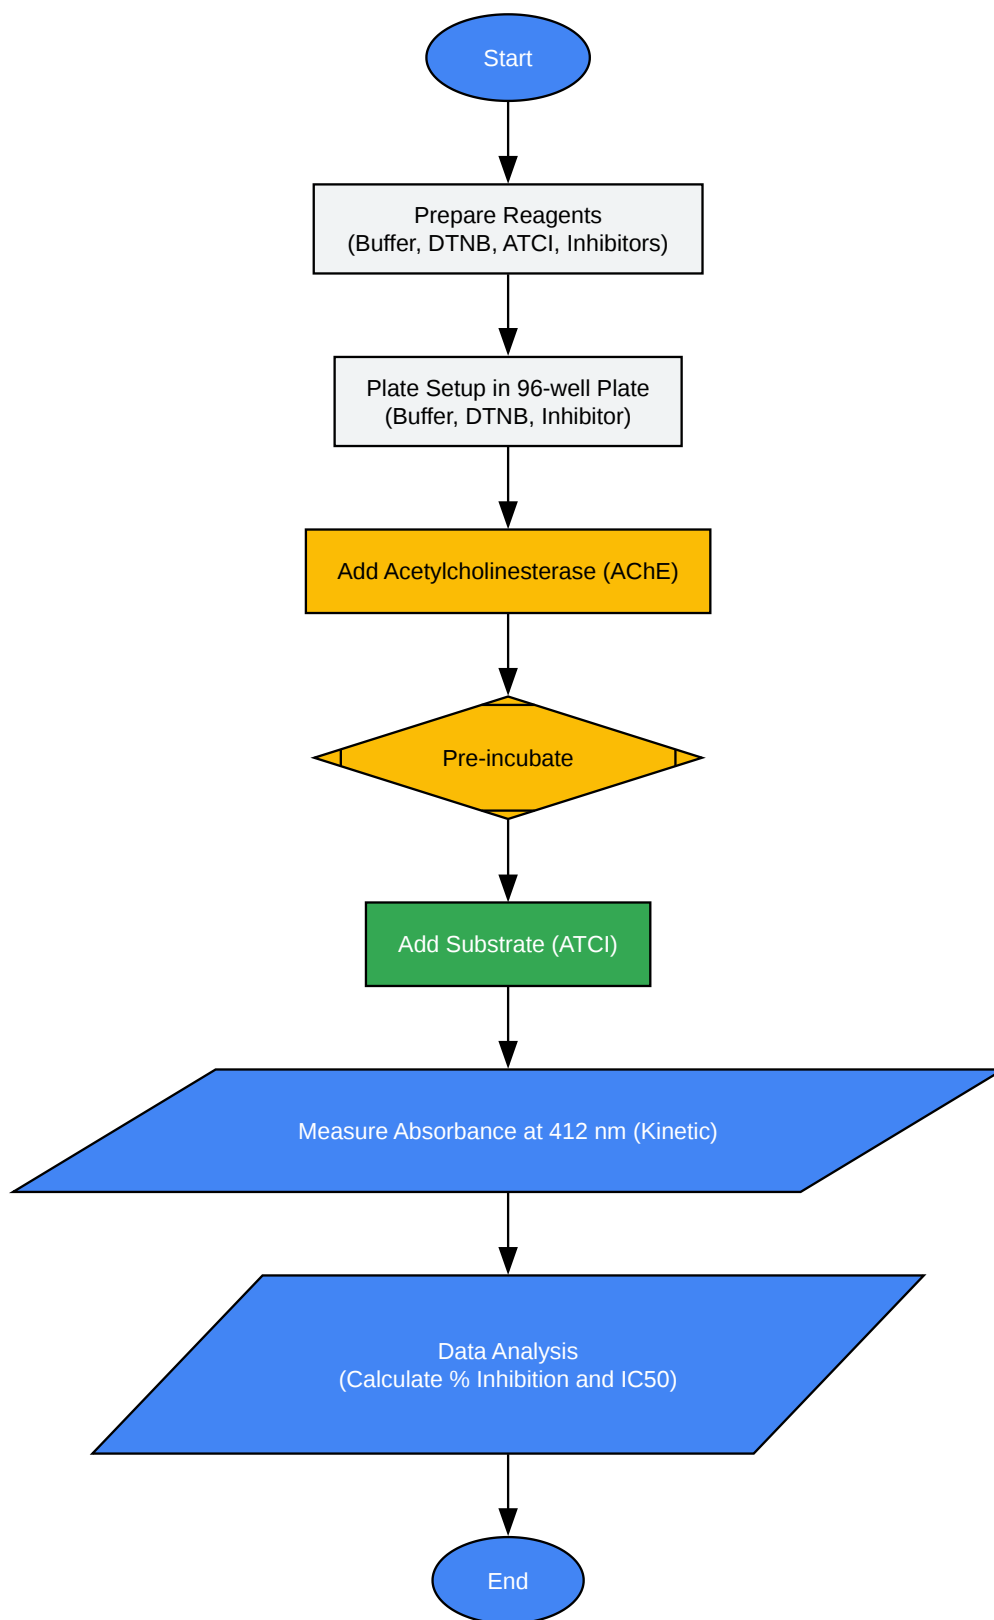 Start
Prepare Reagents
(Buffer, DTNB, ATCI, Inhibitors)
Plate Setup in 96-well Plate
(Buffer, DTNB, Inhibitor)
Add Acetylcholinesterase (AChE)
Pre-incubate
Add Substrate (ATCI)
Measure Absorbance at 412 nm (Kinetic)
Data Analysis
(Calculate % Inhibition and IC50)
End